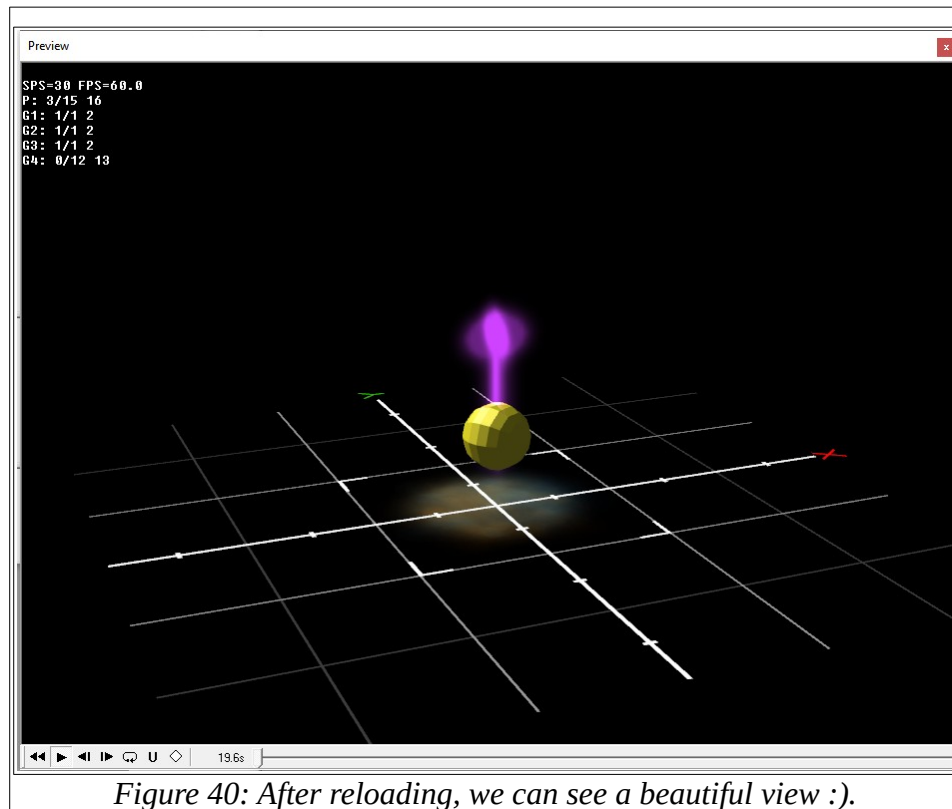 Preview
x
SPS=30 FPS=60.0
P: 3/15 16
G1: 1/1 2
G2: 1/1 2
G3: 1/1 2
G4: 0/12 13
Y
X
U 19.6s
Figure 40: After reloading, we can see a beautiful view :).